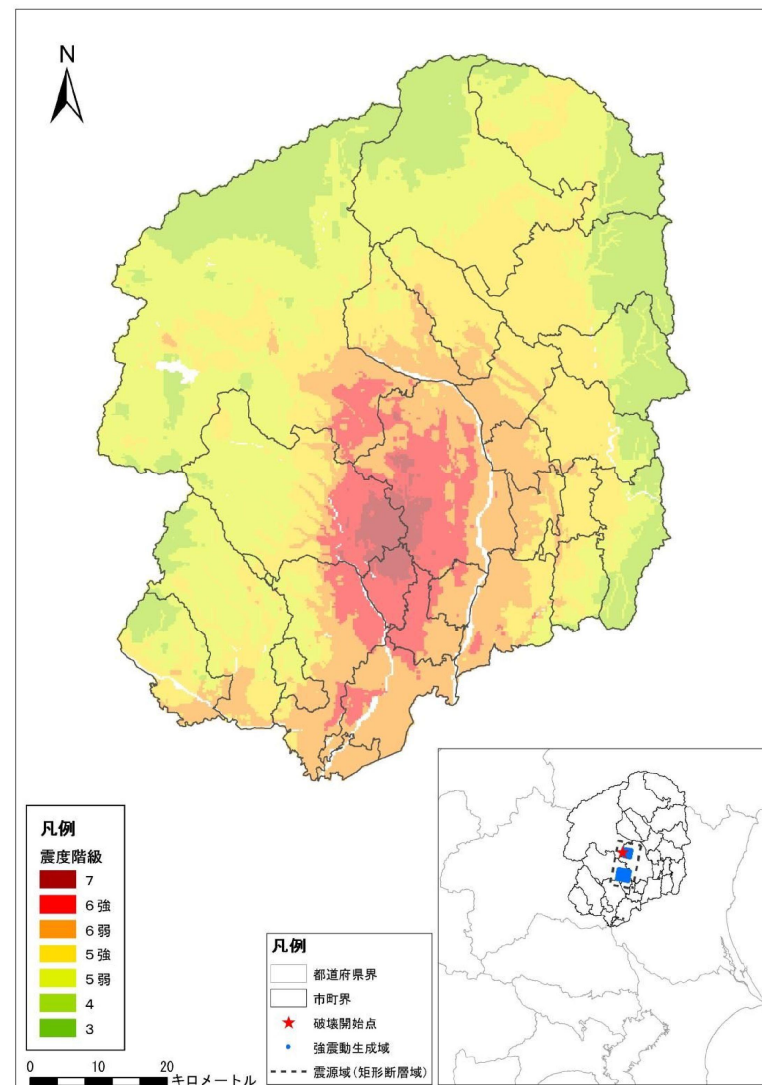 N
凡例
震度階級
7
6強
6弱
5強
5弱
4
3
0 10 20
キロメートル
凡例
都道府県界
市町界
破壊開始点
強震動生成域
震源域(矩形断層域)